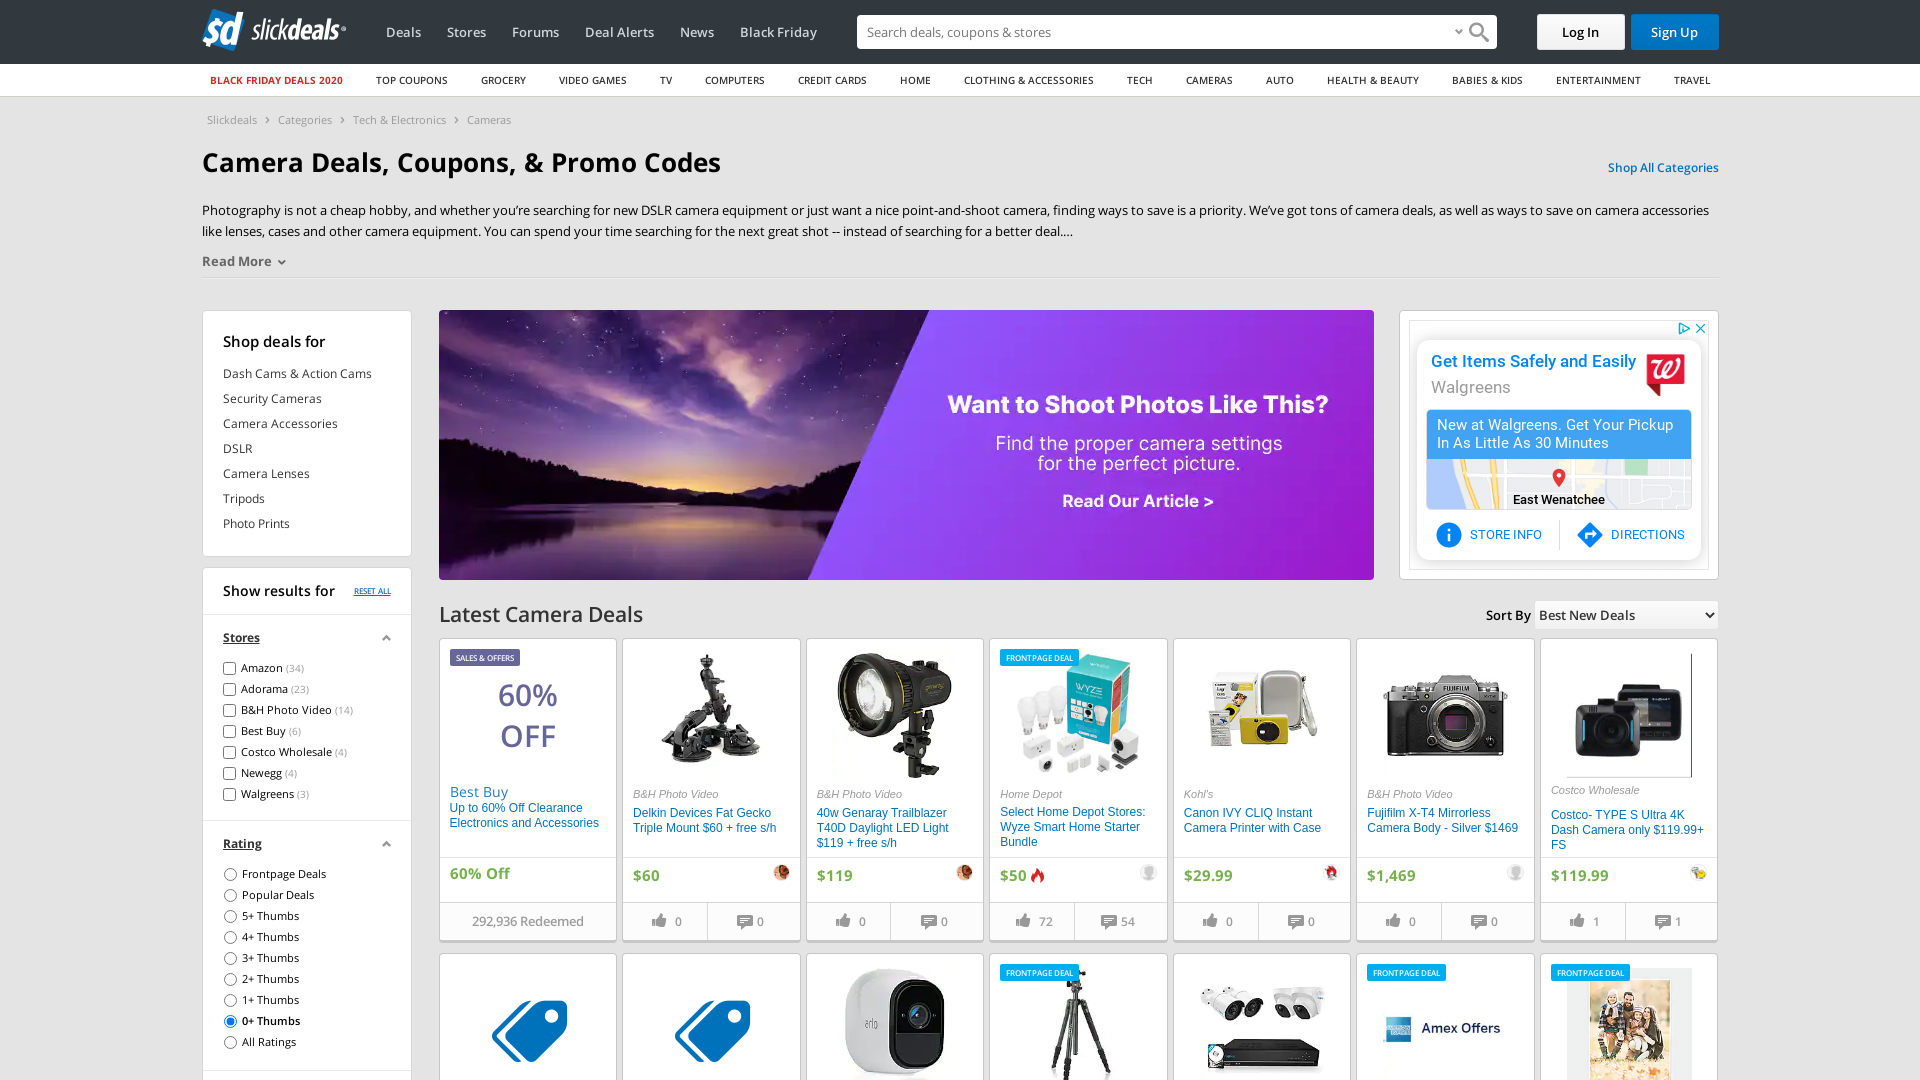 slickdeals
Deals
Stores
Forums
Deal Alerts
News
Black Friday
Search deals, coupons & stores
Log In
Sign Up
BLACK FRIDAY DEALS 2020
TOP COUPONS
GROCERY
VIDEO GAMES
TV
COMPUTERS
CREDIT CARDS
HOME
CLOTHING & ACCESSORIES
TECH
CAMERAS
AUTO
HEALTH & BEAUTY
BABIES & KIDS
ENTERTAINMENT
TRAVEL
Slickdeals > Categories > Tech & Electronics > Cameras
Camera Deals, Coupons, & Promo Codes
Shop All Categories
Photography is not a cheap hobby, and whether you’re searching for new DSLR camera equipment or just want a nice point-and-shoot camera, finding ways to save is a priority. We’ve got tons of camera deals, as well as ways to save on camera accessories
like lenses, cases and other camera equipment. You can spend your time searching for the next great shot -- instead of searching for a better deal.…
Read More
Shop deals for
Dash Cams & Action Cams
Security Cameras
Camera Accessories
DSLR
Camera Lenses
Tripods
Photo Prints
Show results for
RESET ALL
Stores
Amazon (34)
Adorama (23)
B&H Photo Video (14)
Best Buy (6)
Costco Wholesale (4)
Newegg (4)
Walgreens (3)
Rating
Frontpage Deals
Popular Deals
5+ Thumbs
4+ Thumbs
3+ Thumbs
2+ Thumbs
1+ Thumbs
0+ Thumbs
All Ratings
Want to Shoot Photos Like This?
Find the proper camera settings
for the perfect picture.
Read Our Article >
Get Items Safely and Easily
Walgreens
New at Walgreens. Get Your Pickup
In As Little As 30 Minutes
East Wenatchee
STORE INFO
DIRECTIONS
Latest Camera Deals
Sort By
Best New Deals
SALES & OFFERS
60%
OFF
Best Buy
Up to 60% Off Clearance
Electronics and Accessories
60% Off
292,936 Redeemed
B&H Photo Video
Delkin Devices Fat Gecko
Triple Mount $60 + free s/h
$60
0
0
B&H Photo Video
40w Genaray Trailblazer
T40D Daylight LED Light
$119 + free s/h
$119
0
0
FRONTPAGE DEAL
WYZE
Home Depot
Select Home Depot Stores:
Wyze Smart Home Starter
Bundle
$50
72
54
Kohl's
Canon IVY CLIQ Instant
Camera Printer with Case
$29.99
0
0
FUJIFILM
B&H Photo Video
Fujifilm X-T4 Mirrorless
Camera Body - Silver $1469
$1,469
0
0
Costco Wholesale
Costco- TYPE S Ultra 4K
Dash Camera only $119.99+
FS
$119.99
1
1
arlo
FRONTPAGE DEAL
FRONTPAGE DEAL
Amex Offers
FRONTPAGE DEAL